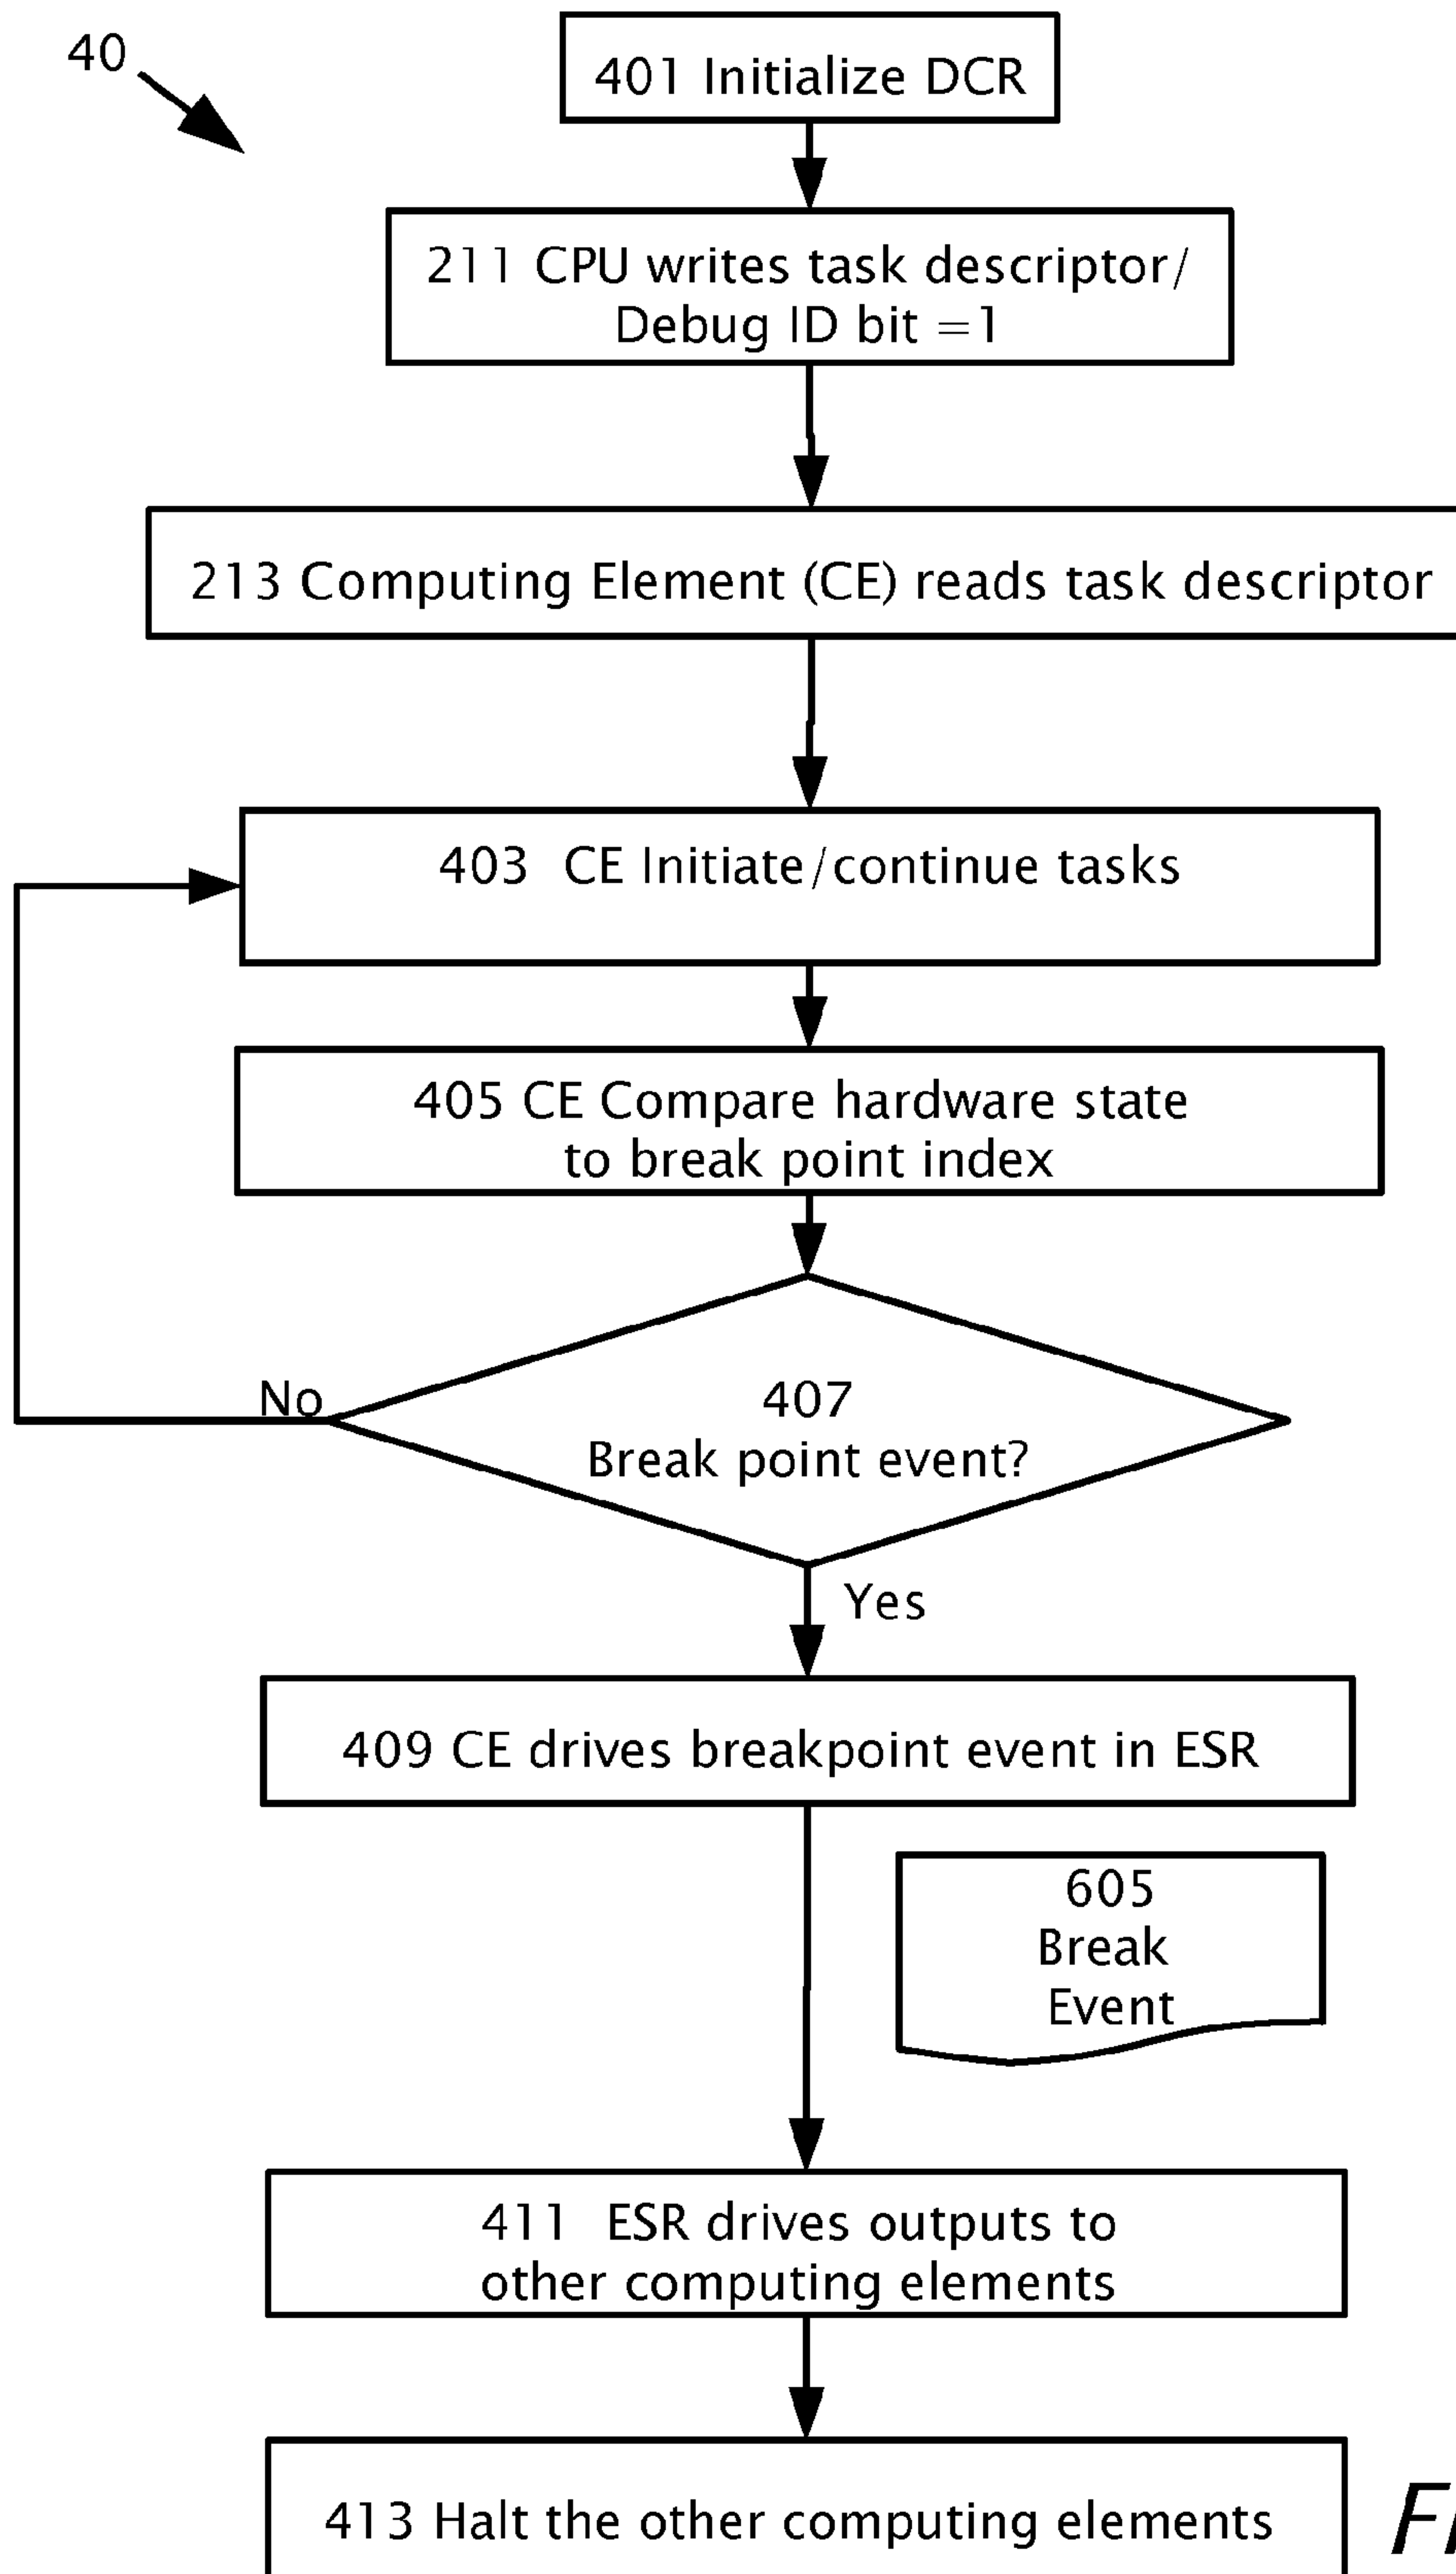 40
401 Initialize DCR
211 CPU writes task descriptor/
Debug ID bit =1
213 Computing Element (CE) reads task descriptor
403 CE Initiate/continue tasks
405 CE Compare hardware state
to break point index
407
Break point event?
No
Yes
409 CE drives breakpoint event in ESR
605
Break
Event
411 ESR drives outputs to
other computing elements
413 Halt the other computing elements